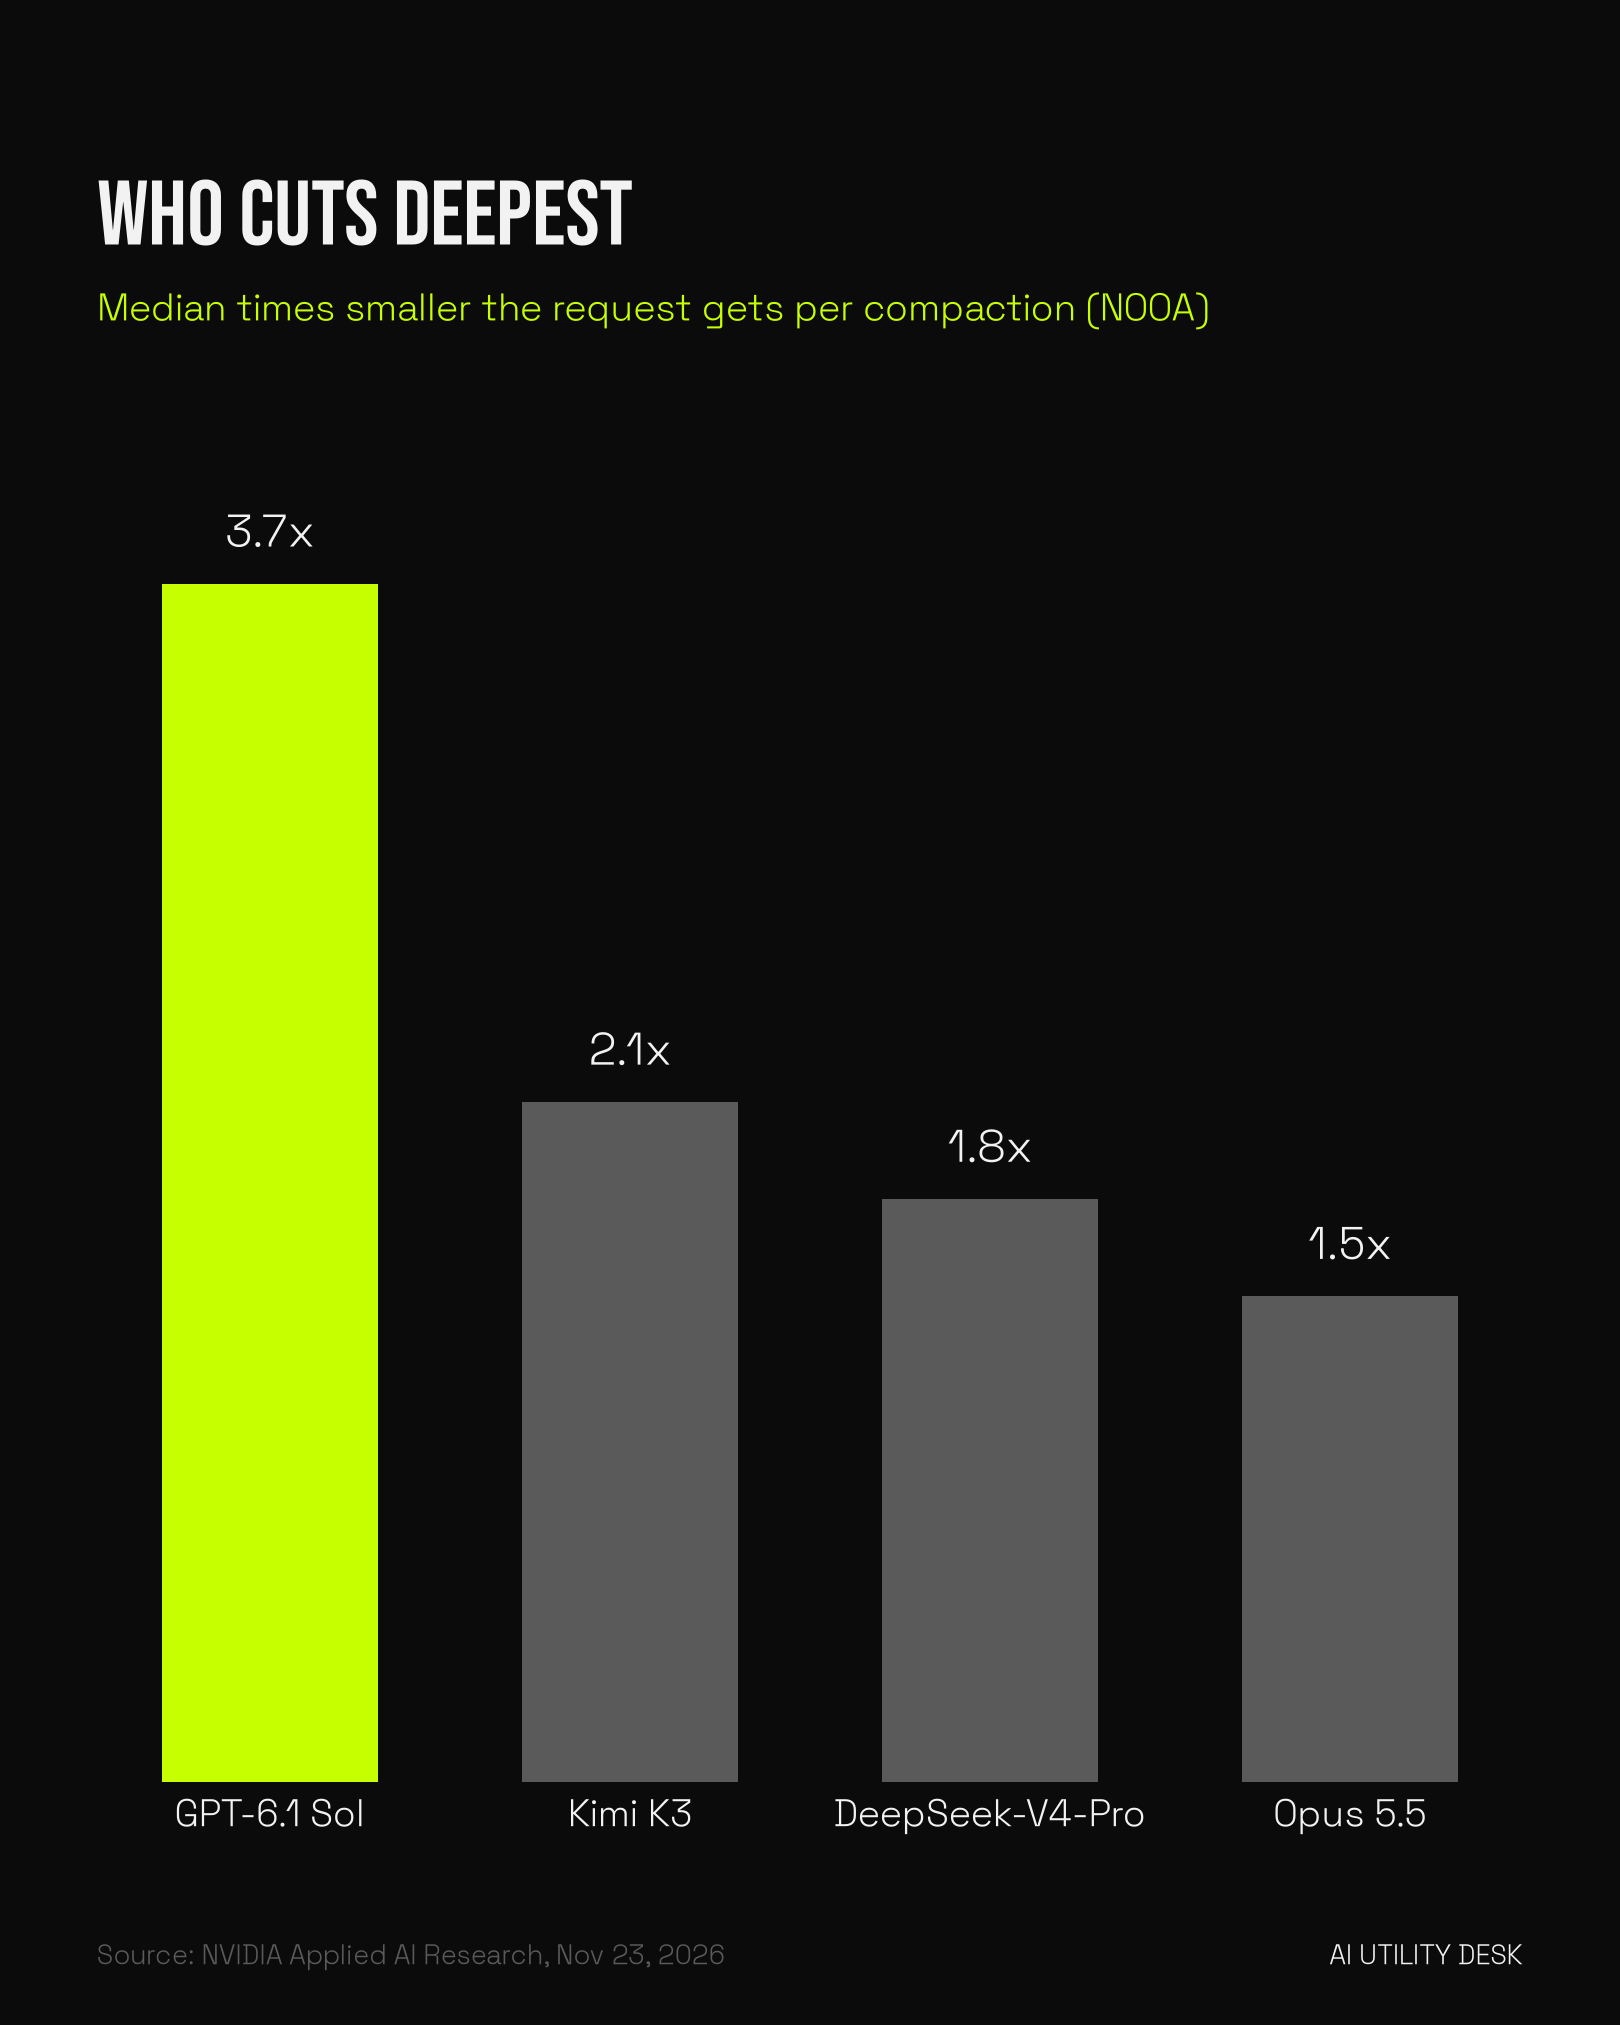 WHO CUTS DEEPEST
Median times smaller the request gets per compaction (NOOA)
3.7x
2.1x
1.8x
1.5x
GPT-6.1 Sol
Kimi K3
DeepSeek-V4-Pro
Opus 5.5
Source: NVIDIA Applied AI Research, Nov 23, 2026
AI UTILITY DESK